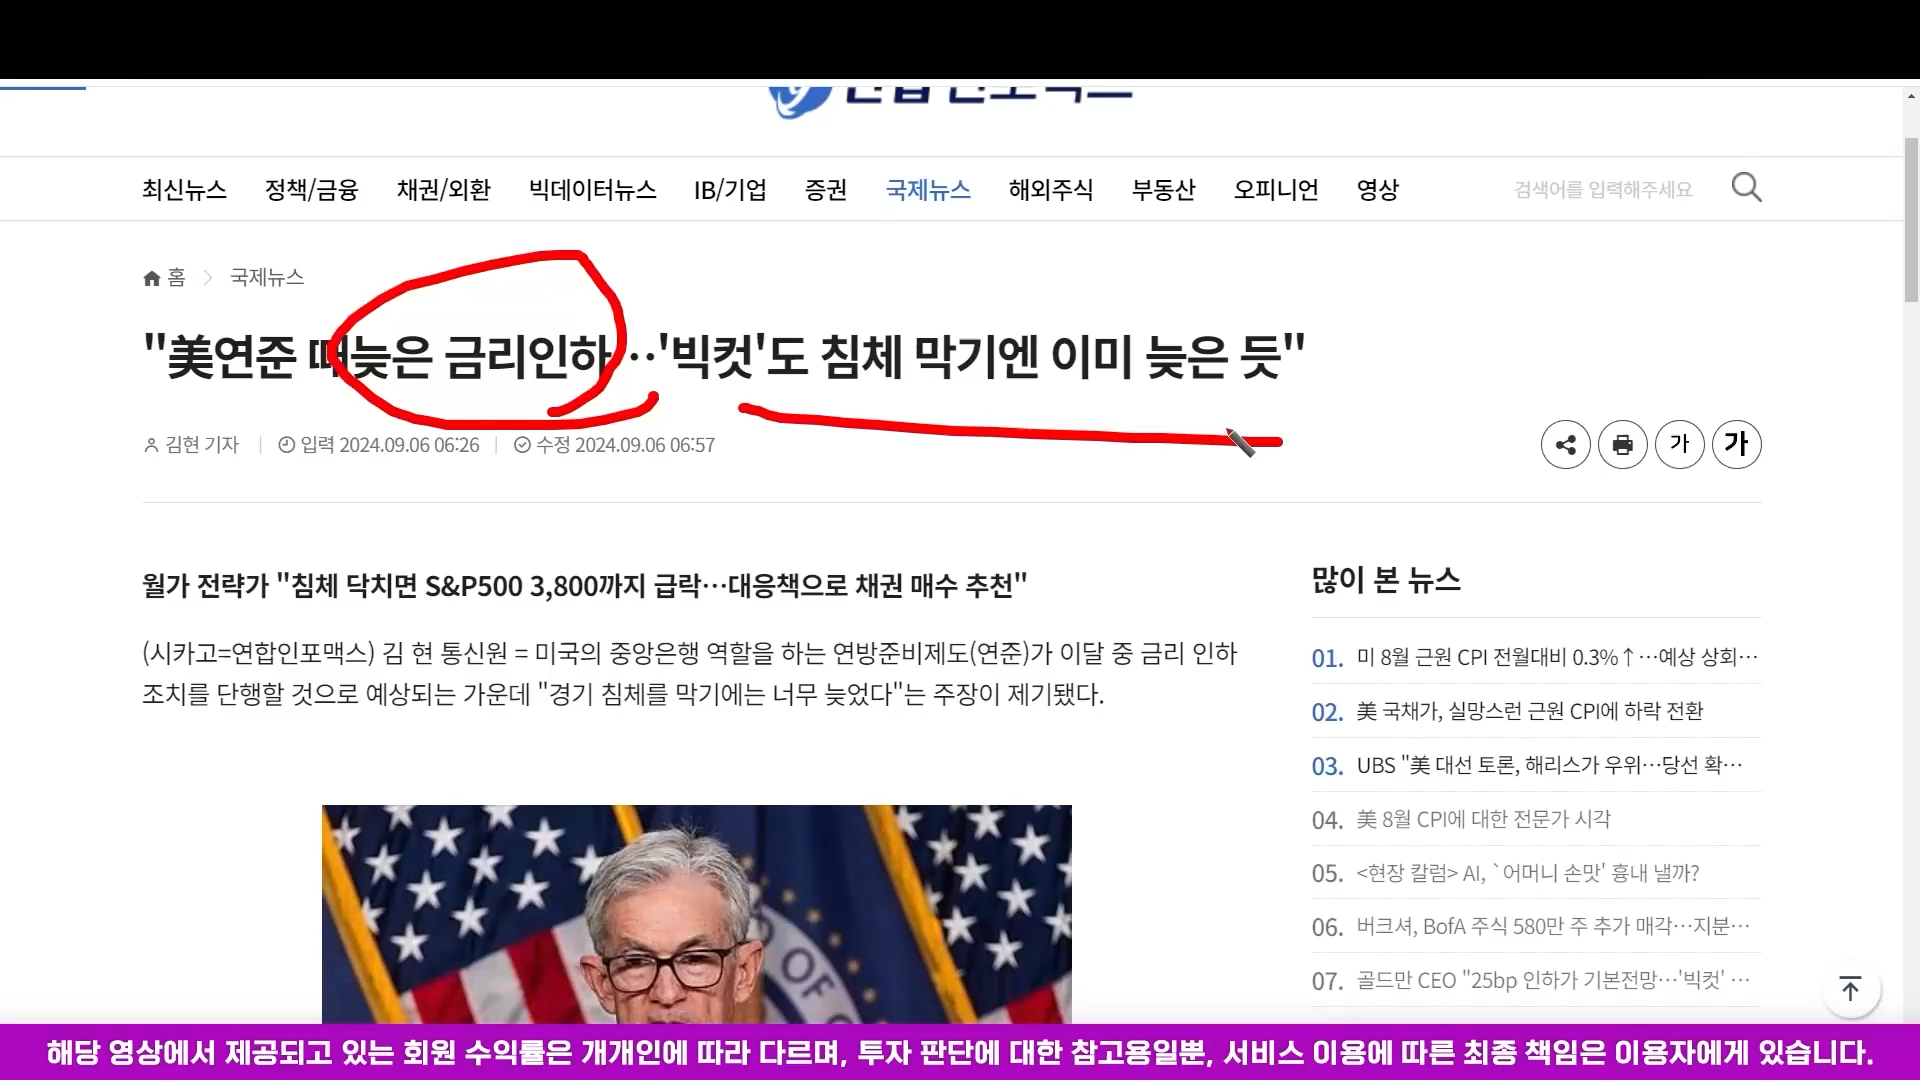 최신뉴스 정책/금융 채권/외환 빅데이터뉴스 IB/기업 증권 국제뉴스 해외주식 부동산 오피니언 영상 검색어를 입력해주세요
홈 > 국제뉴스
"美연준 때늦은 금리인하…'빅컷'도 침체 막기엔 이미 늦은 듯"
김현 기자 | 입력 2024.09.06 06:26 | 수정 2024.09.06 06:57
가 가
월가 전략가 "침체 닥치면 S&P500 3,800까지 급락…대응책으로 채권 매수 추천"
(시카고=연합인포맥스) 김 현 통신원 = 미국의 중앙은행 역할을 하는 연방준비제도(연준)가 이달 중 금리 인하
조치를 단행할 것으로 예상되는 가운데 "경기 침체를 막기에는 너무 늦었다"는 주장이 제기됐다.
많이 본 뉴스
01. 미 8월 근원 CPI 전월대비 0.3%↑…예상 상회…
02. 美 국채가, 실망스런 근원 CPI에 하락 전환
03. UBS "美 대선 토론, 해리스가 우위…당선 확…
04. 美 8월 CPI에 대한 전문가 시각
05. <현장 칼럼> AI, `어머니 손맛' 흉내 낼까?
06. 버크셔, BofA 주식 580만 주 추가 매각…지분…
07. 골드만 CEO "25bp 인하가 기본전망…'빅컷' …
OF
해당 영상에서 제공되고 있는 회원 수익률은 개개인에 따라 다르며, 투자 판단에 대한 참고용일뿐, 서비스 이용에 따른 최종 책임은 이용자에게 있습니다.